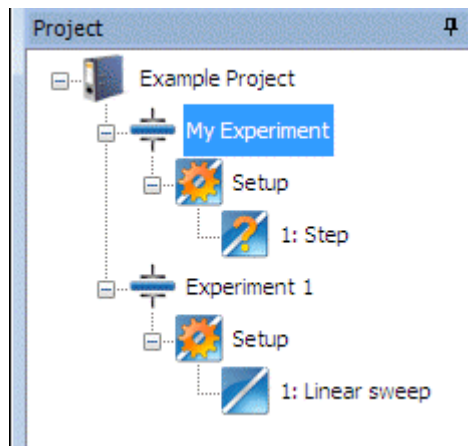 Project
Example Project
My Experiment
Setup
1: Step
Experiment 1
Setup
1: Linear sweep